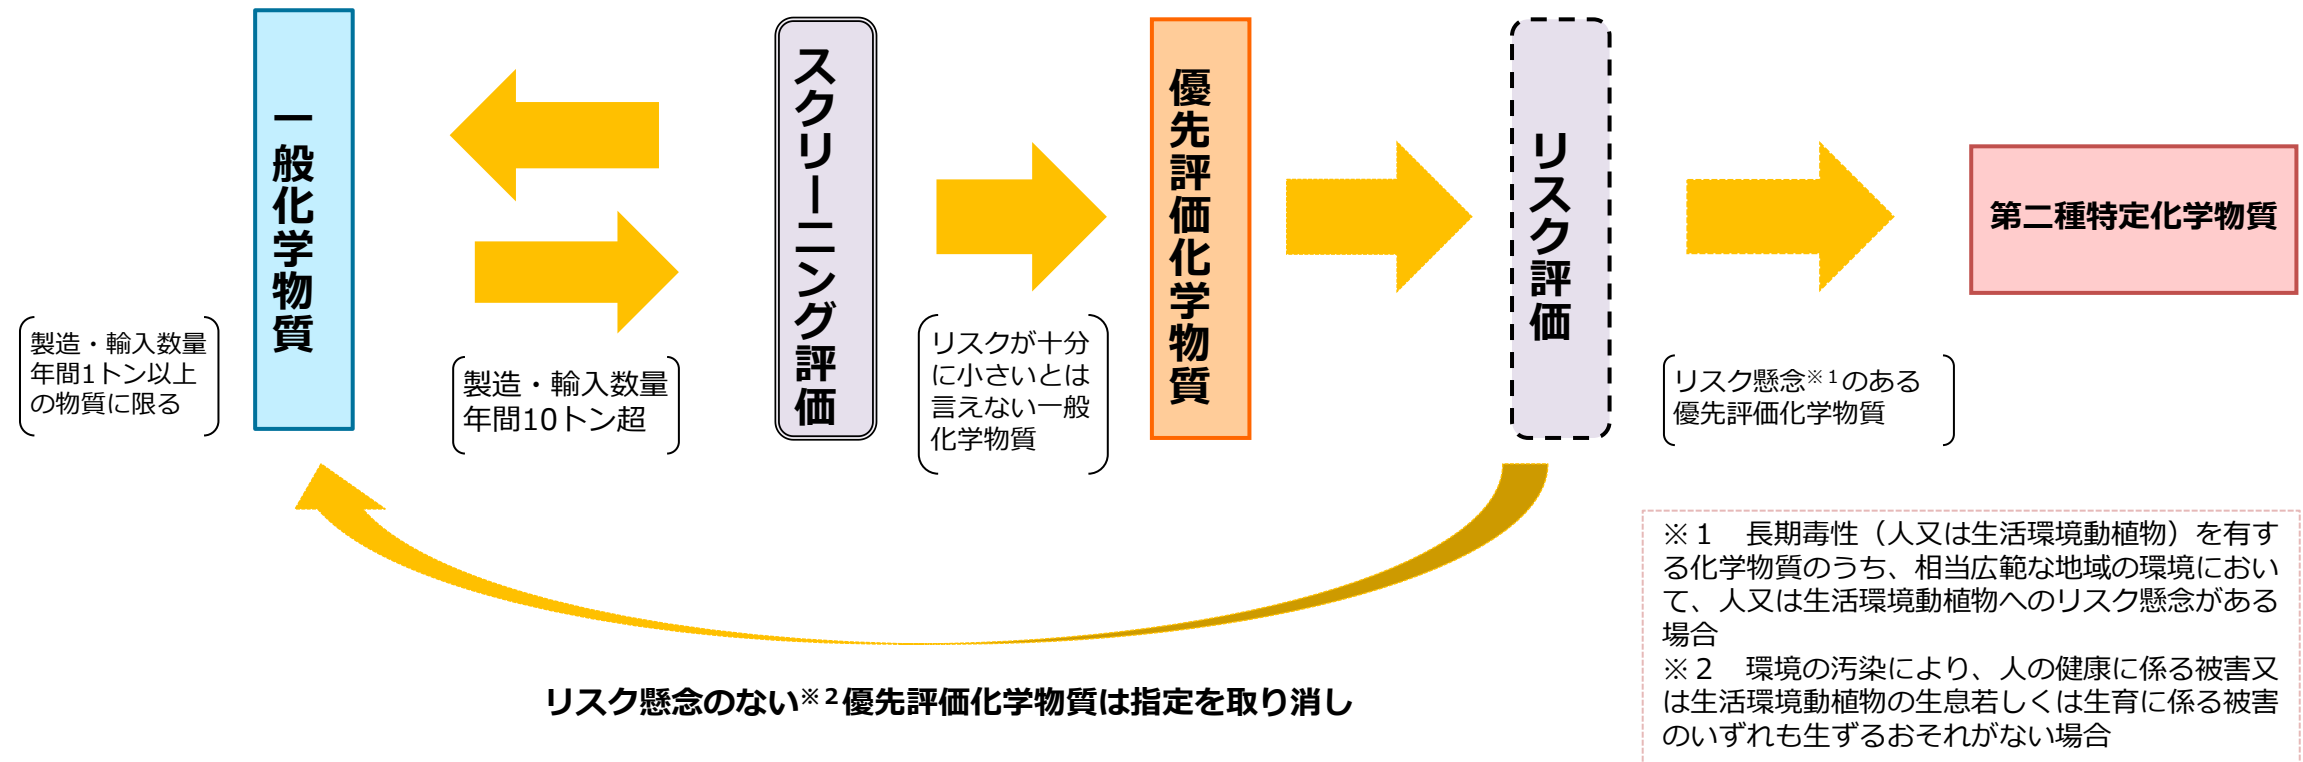 一般化学物質
製造・輸入数量
年間1トン以上
の物質に限る
製造・輸入数量
年間10トン超
スクリーニング評価
リスクが十分
に小さいとは
言えない一般
化学物質
優先評価化学物質
リスク評価
リスク懸念※1のある
優先評価化学物質
第二種特定化学物質
リスク懸念のない※2優先評価化学物質は指定を取り消し
※1　長期毒性（人又は生活環境動植物）を有す
る化学物質のうち、相当広範な地域の環境におい
て、人又は生活環境動植物へのリスク懸念がある
場合
※2　環境の汚染により、人の健康に係る被害又
は生活環境動植物の生息若しくは生育に係る被害
のいずれも生ずるおそれがない場合